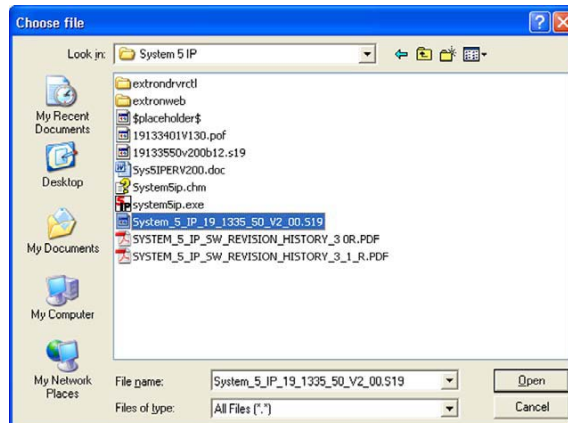 Choose file
Look in: System 5 IP
My Recent Documents
Desktop
My Documents
My Computer
My Network Places
extrondrvrctl
extronweb
$placeholder$
19133401V130.pof
19133550v200b12.s19
Sys5IPERV200.doc
System5ip.chm
system5ip.exe
System_5_IP_19_1335_50_V2_00.S19
SYSTEM_5_IP_SW_REVISION_HISTORY_3 0R.PDF
SYSTEM_5_IP_SW_REVISION_HISTORY_3_1_R.PDF
File name: System_5_IP_19_1335_50_V2_00.S19
Open
Files of type: All Files (*.*)
Cancel